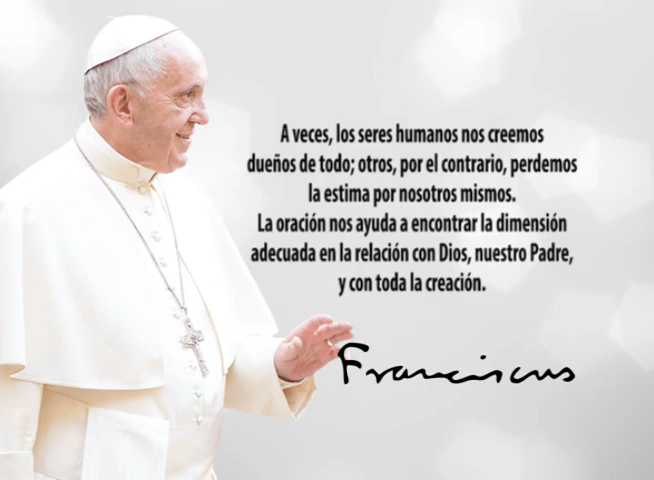 A veces, los seres humanos nos creemos
dueños de todo; otros, por el contrario, perdemos
la estima por nosotros mismos.
La oración nos ayuda a encontrar la dimensión
adecuada en la relación con Dios, nuestro Padre,
y con toda la creación.
Franciscus